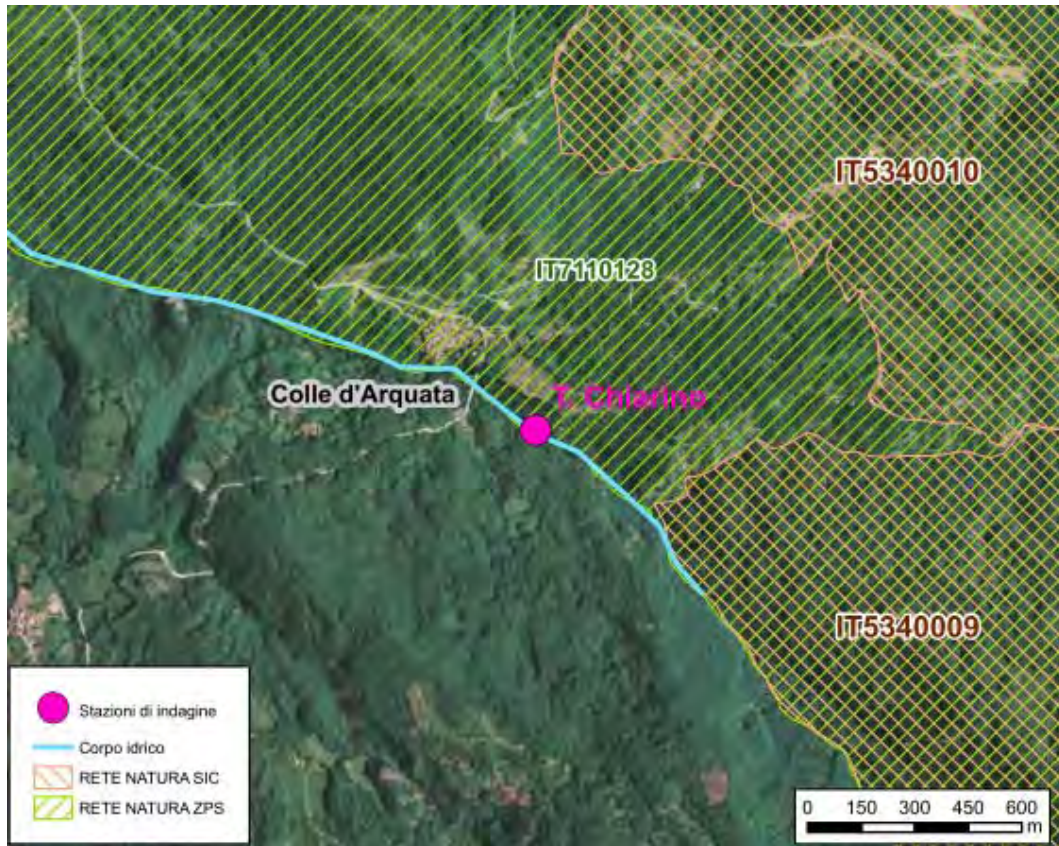 IT5340010
IT7110128
Colle d'Arquata
T. Chiarino
IT5340009
Stazioni di indagine
Corpo idrico
RETE NATURA SIC
RETE NATURA ZPS
0 150 300 450 600
m